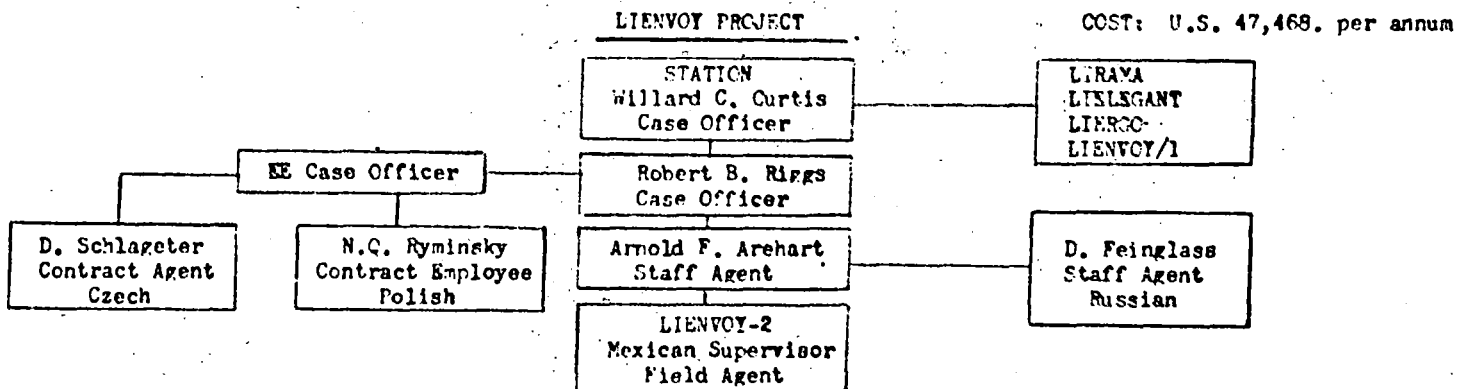 LIENVOY PROJECT
COST: U.S. 47,468. per annum
STATION
Willard C. Curtis
Case Officer
LIRAMA
LIELEGANT
LIERGO-
LIENVOY/1
EE Case Officer
Robert B. Riggs
Case Officer
D. Schlageter
Contract Agent
Czech
N.C. Ryminsky
Contract Employee
Polish
Arnold F. Arehart
Staff Agent
D. Feinglass
Staff Agent
Russian
LIENVOY-2
Mexican Supervisor
Field Agent